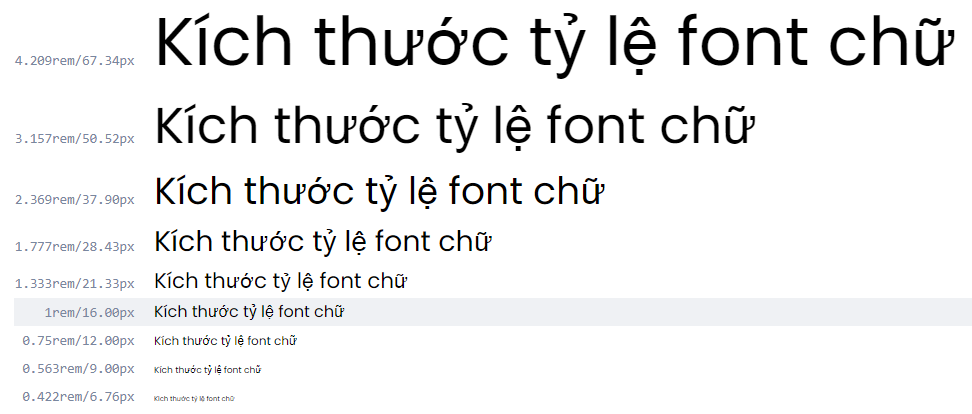 4.209rem/67.34px Kích thước tỷ lệ font chữ
3.157rem/50.52px Kích thước tỷ lệ font chữ
2.369rem/37.90px Kích thước tỷ lệ font chữ
1.777rem/28.43px Kích thước tỷ lệ font chữ
1.333rem/21.33px Kích thước tỷ lệ font chữ
1rem/16.00px Kích thước tỷ lệ font chữ
0.75rem/12.00px Kích thước tỷ lệ font chữ
0.563rem/9.00px Kích thước tỷ lệ font chữ
0.422rem/6.76px Kích thước tỷ lệ font chữ